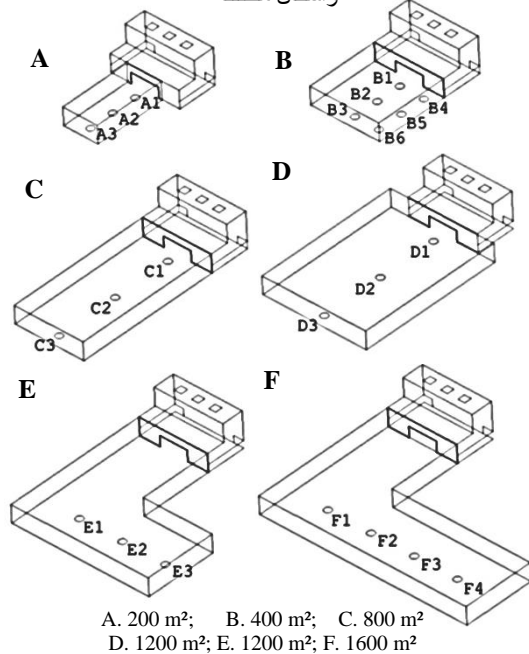 A
B
A1
A2
A3
B1
B2
B3
B4
B5
B6
C
D
C1
C2
C3
D1
D2
D3
E
F
E1
E2
E3
F1
F2
F3
F4
A. 200 m²; B. 400 m²; C. 800 m²
D. 1200 m²; E. 1200 m²; F. 1600 m²